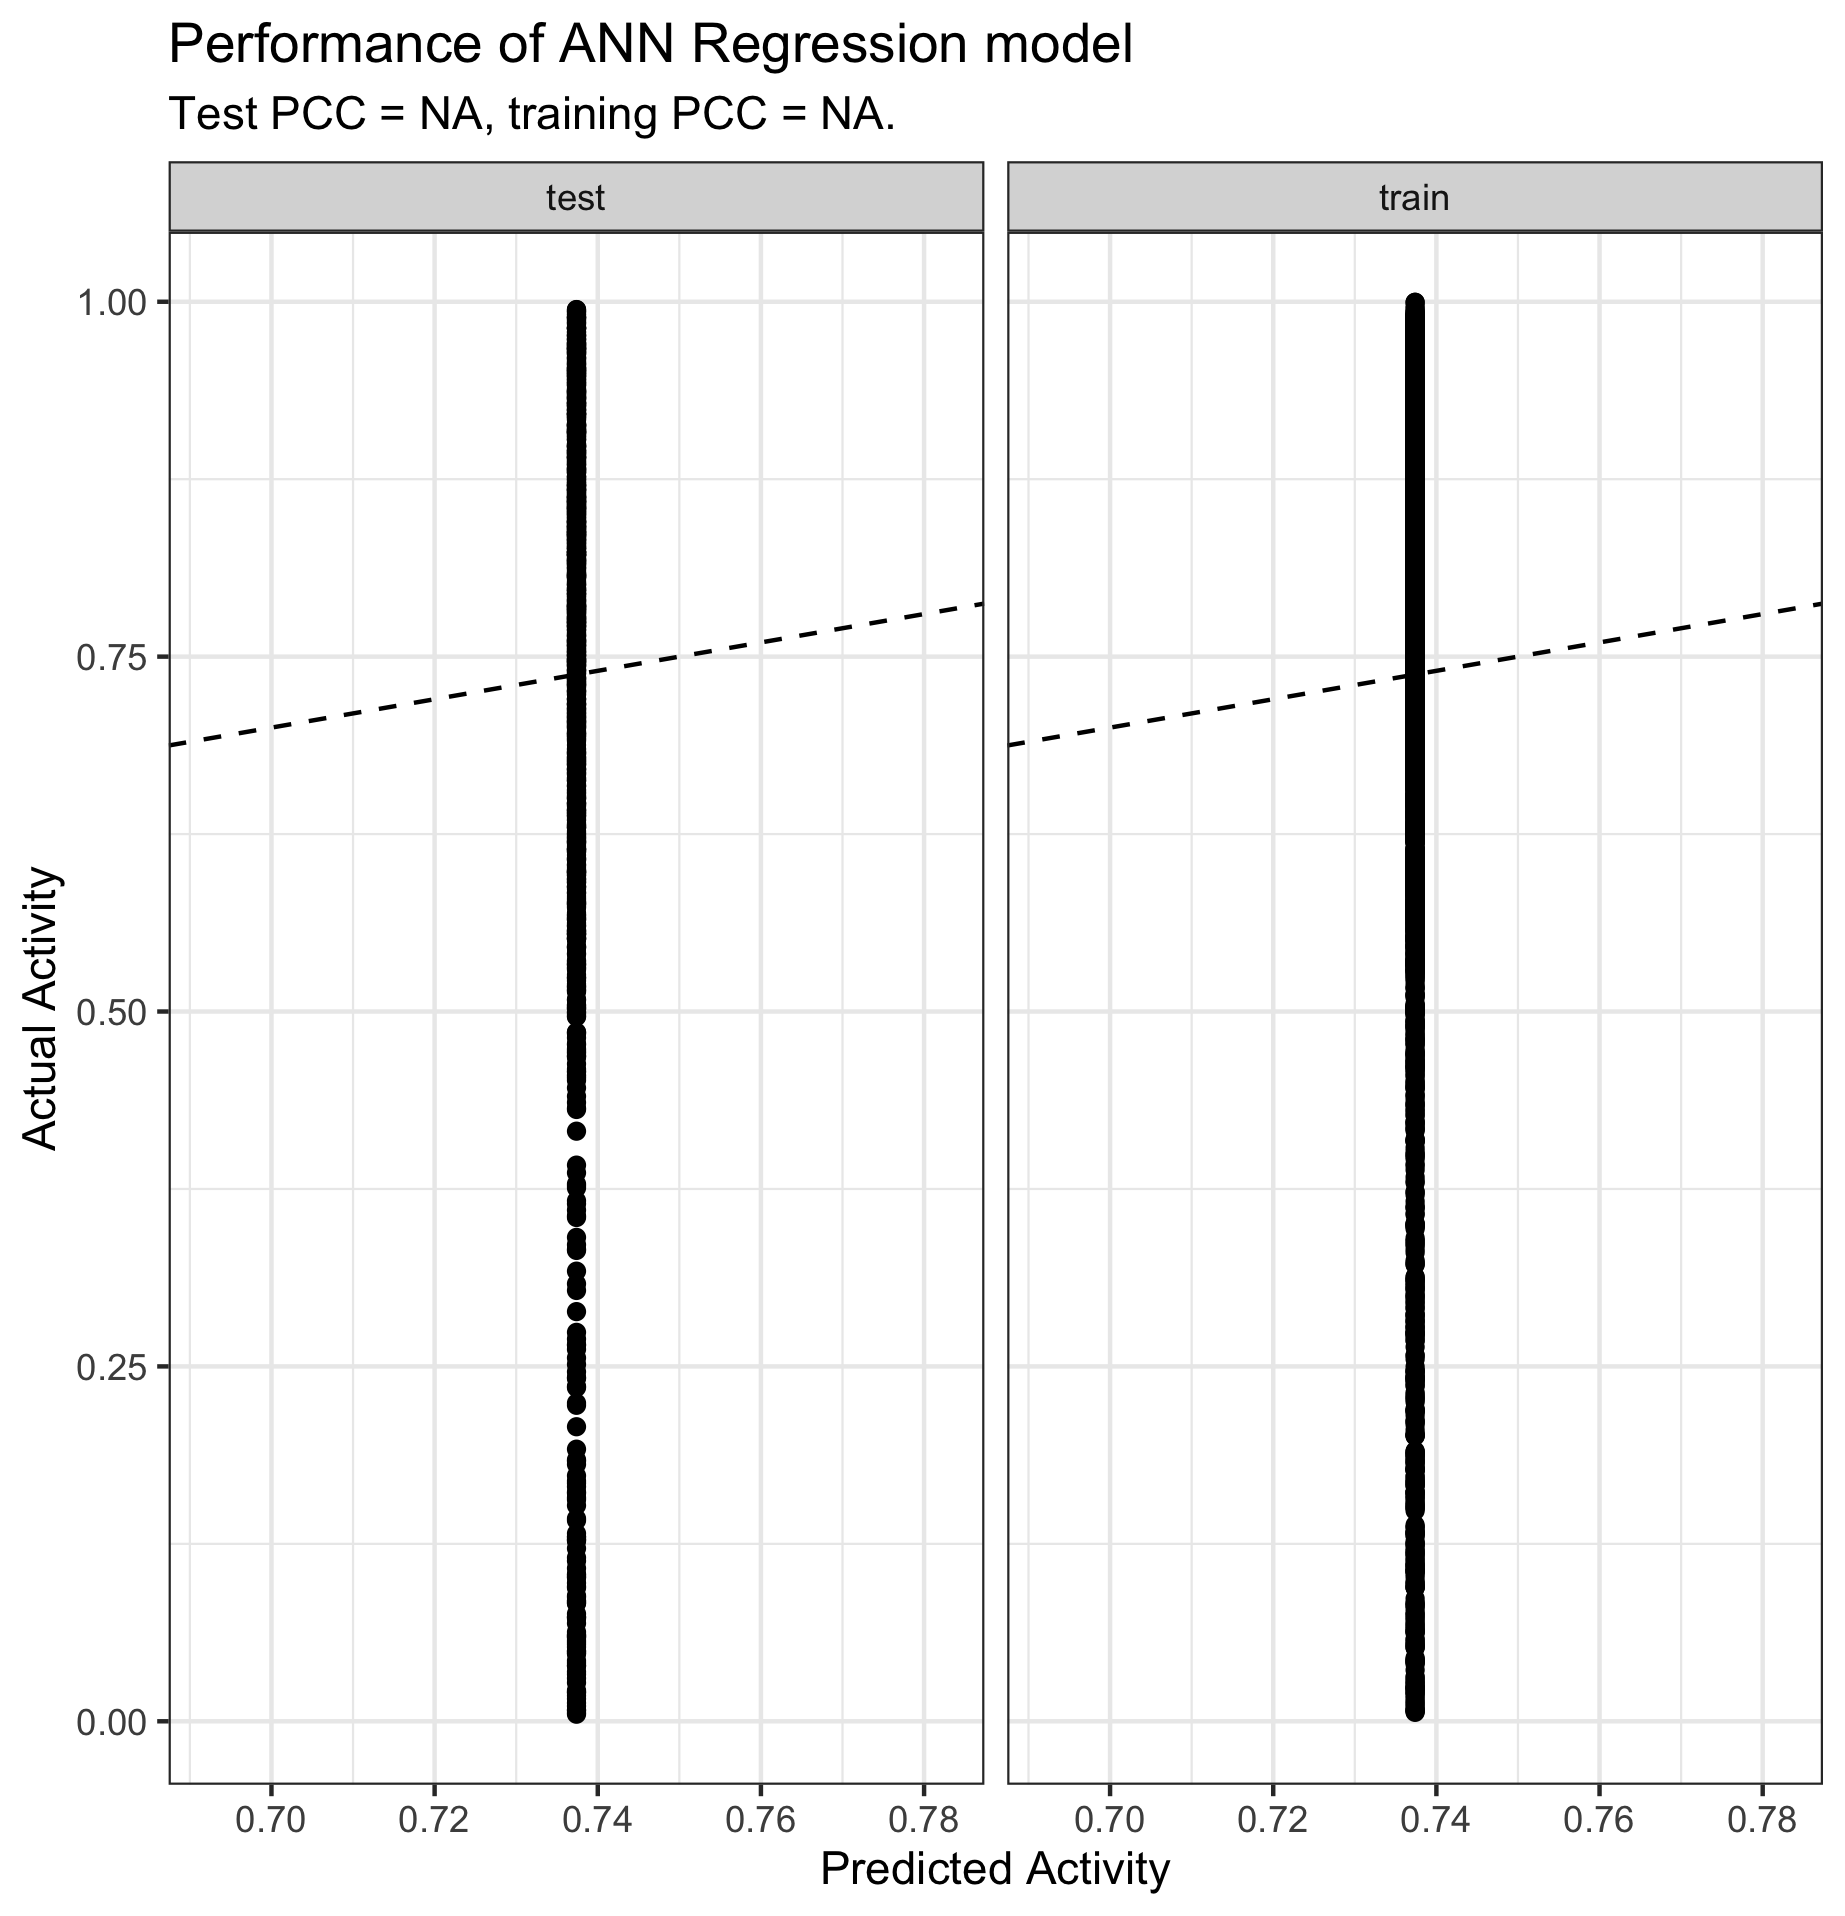 Performance of ANN Regression model
Test PCC = NA, training PCC = NA.
test
train
1.00
0.75
0.50
0.25
0.00
Actual Activity
0.70 0.72 0.74 0.76 0.78
0.70 0.72 0.74 0.76 0.78
Predicted Activity